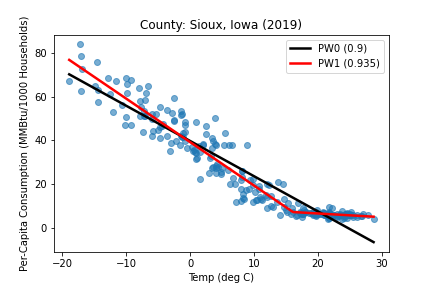 County: Sioux, Iowa (2019)
Per-Capita Consumption (MMBtu/1000 Households)
80
60
40
20
0
PW0 (0.9)
PW1 (0.935)
−20
−10
0
10
20
30
Temp (deg C)